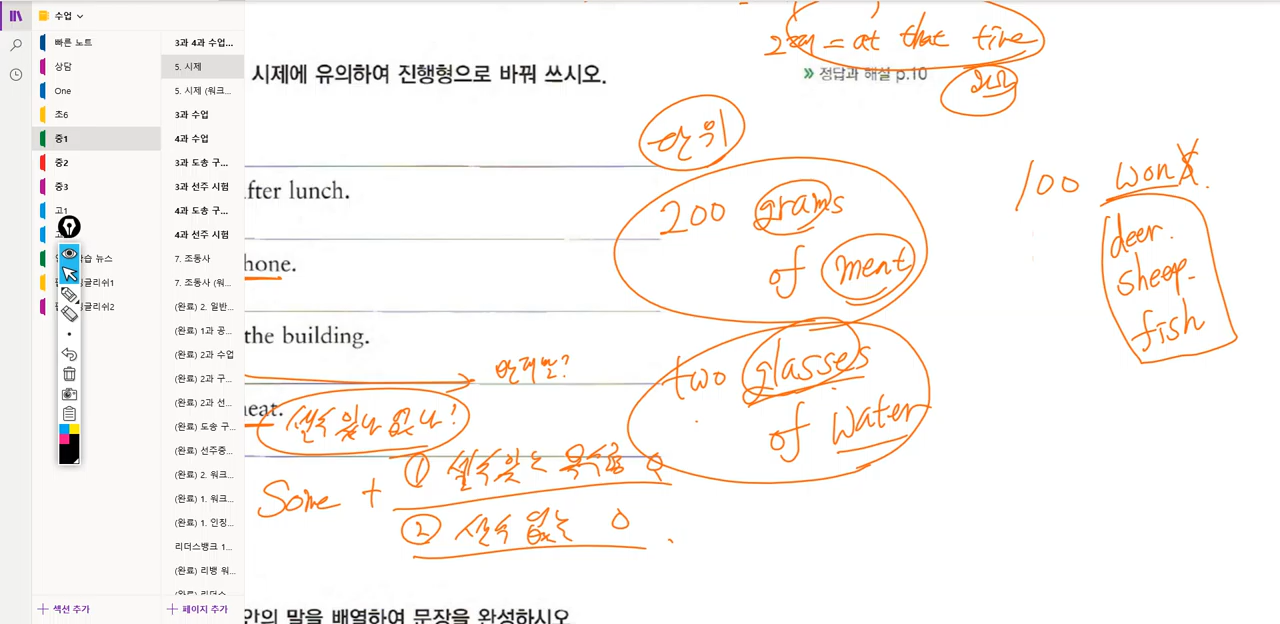 수업
빠른 노트
상담
One
조6
중1
중2
중3
고1
습 뉴스
글리쉬1
잉글리쉬2
섹션 추가
3과 4과 수업...
5. 시제
5. 시제 (워크...
3과 수업
4과 수업
3과 도송 구...
3과 선주 시험
4과 도송 구...
4과 선주 시험
7. 조동사
7. 조동사 (워크...
(완료) 2. 일반...
(완료) 1과 공...
(완료) 2과 수업
(완료) 2과 구...
(완료) 2과 선...
(완료) 도송 구...
(완료) 선주중...
(완료) 2. 워크...
(완료) 1. 워크...
(완료) 1. 인칭...
리더스뱅크 1...
(완료) 리뱅 워...
페이지 추가
= at that time
시제에 유의하여 진행형으로 바꿔 쓰시오.
정답과 해설 p.10
단위
fter lunch.
200 grams
of meat
100 won
deer.
sheep
fish
hone.
the building.
two glasses
of water
eat.
셀수 있나 없나!
Some +
① 셀수있는 복수형 O
② 셀수 없는 O
안의 말을 배열하여 문장을 완성하시오